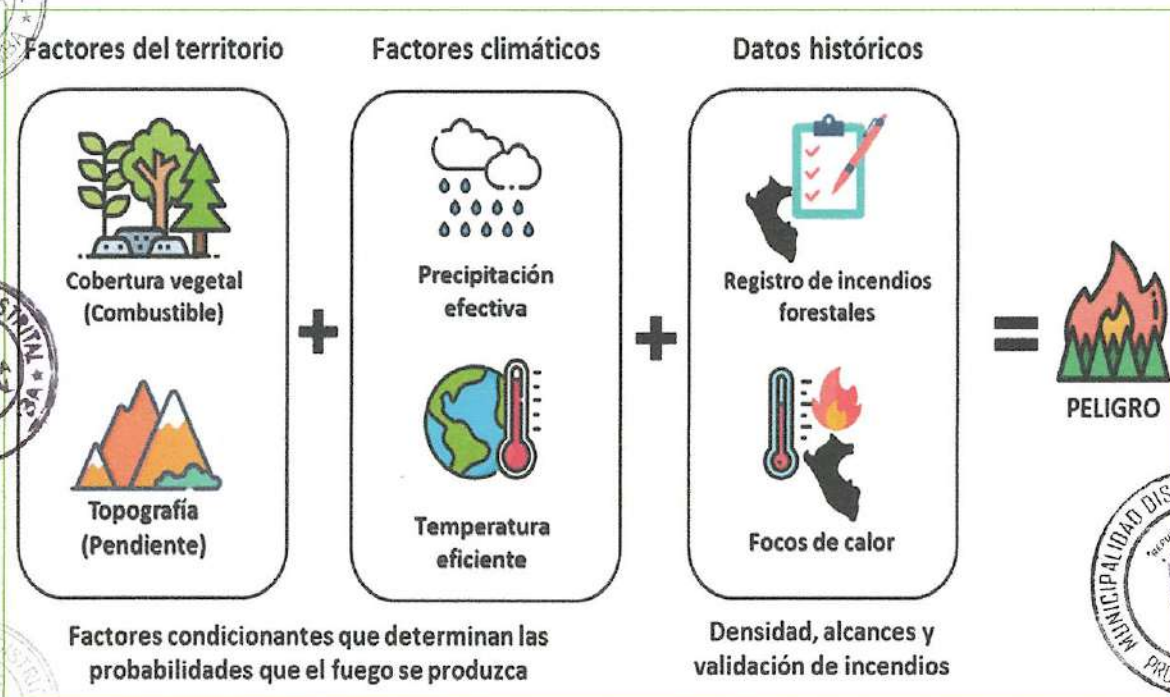 Factores del territorio
Factores climáticos
Datos históricos
Cobertura vegetal
(Combustible)
Topografía
(Pendiente)
+
Precipitación
efectiva
Temperatura
eficiente
+
Registro de incendios
forestales
Focos de calor
=
PELIGRO
Factores condicionantes que determinan las
probabilidades que el fuego se produzca
Densidad, alcances y
validación de incendios
MUNICIPALIDAD DIS